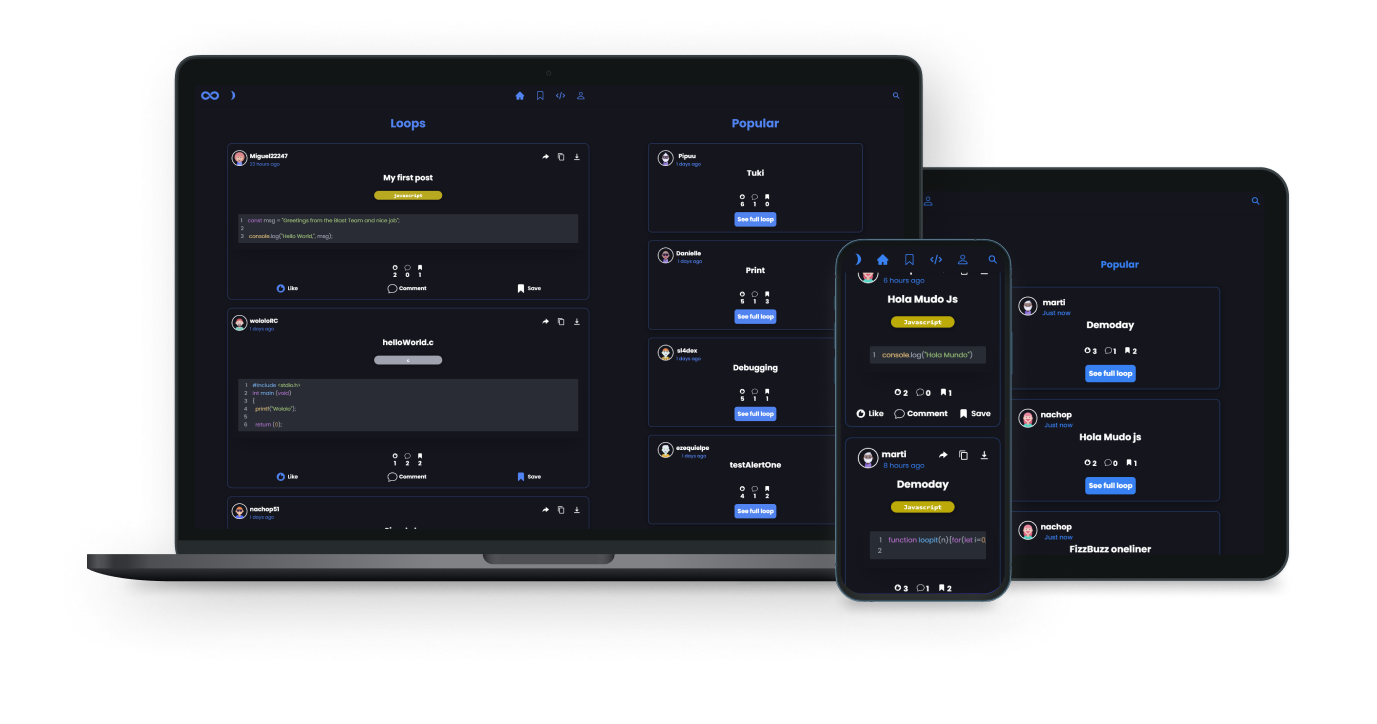 Loops
Miguel22247
22 hours ago
My first post
javascript
1 const msg = "Greetings from the Blast Team and nice job";
2
3 console.log("Hello World,", msg);
2 0 1
Like Comment Save
wololoRC
1 days ago
helloWorld.c
c
1 #include <stdio.h>
2 int main (void)
3 {
4 printf("Wololo");
5
6 return (0);
1 2 2
Like Comment Save
nachop51
1 days ago
Popular
Pipuu
1 days ago
Tuki
6 1 0
See full loop
Danielle
1 days ago
Print
5 1 3
See full loop
sl4dex
1 days ago
Debugging
5 1 1
See full loop
ezequielpe
1 days ago
testAlertOne
4 1 2
See full loop
6 hours ago
Hola Mudo Js
Javascript
1 console.log("Hola Mundo")
2 0 1
Like Comment Save
marti
8 hours ago
Demoday
Javascript
1 function loopit(n){for(let i=0
2
3 1 2
Popular
marti
Just now
Demoday
3 1 2
See full loop
nachop
Just now
Hola Mudo js
2 0 1
See full loop
nachop
Just now
FizzBuzz oneliner